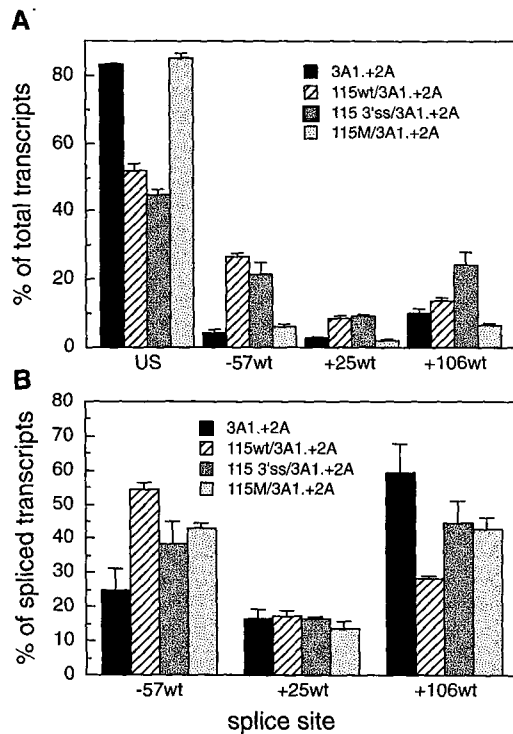 A
% of total transcripts
80
60
40
20
0
3A1.+2A
115wt/3A1.+2A
115 3'ss/3A1.+2A
115M/3A1.+2A
US
-57wt
+25wt
+106wt
B
% of spliced transcripts
80
70
60
50
40
30
20
10
0
3A1.+2A
115wt/3A1.+2A
115 3'ss/3A1.+2A
115M/3A1.+2A
-57wt
+25wt
+106wt
splice site